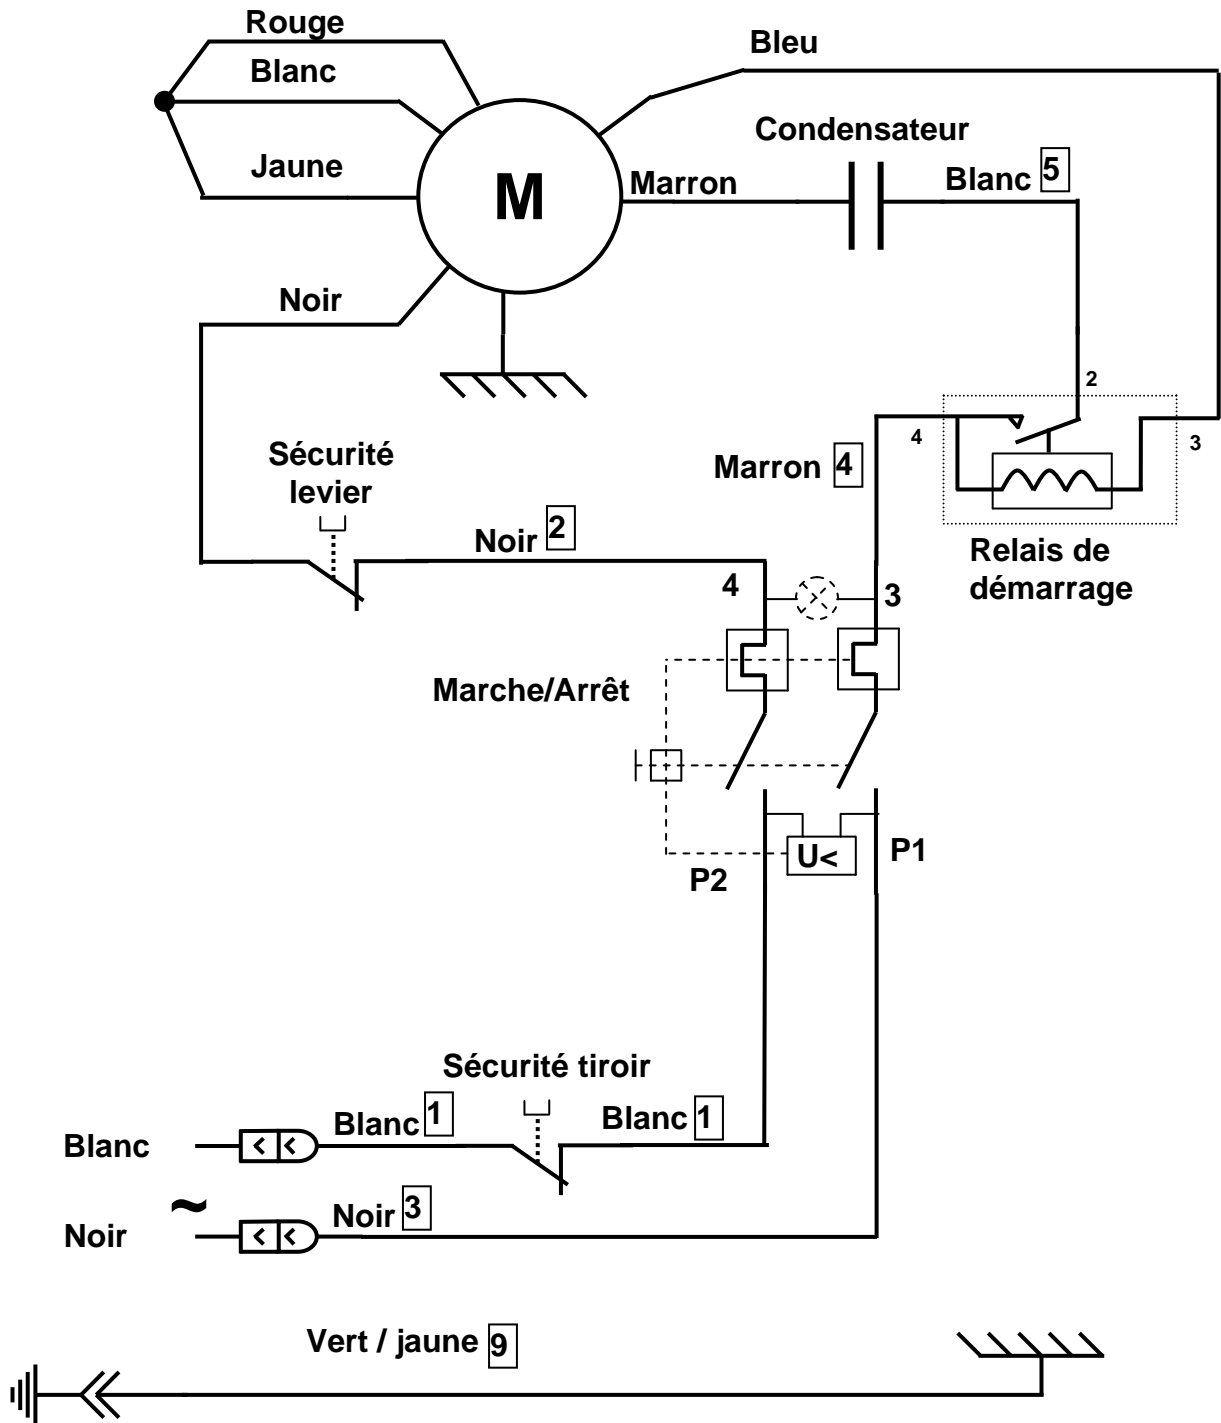 Rouge
Bleu
Blanc
Condensateur
Jaune
M
Marron
Blanc 5
Noir
2
4
3
Sécurité
levier
Marron 4
Noir 2
Relais de
démarrage
4
3
Marche/Arrêt
U<
P1
P2
Sécurité tiroir
Blanc
Blanc 1
Blanc 1
~
Noir
Noir 3
Vert / jaune 9